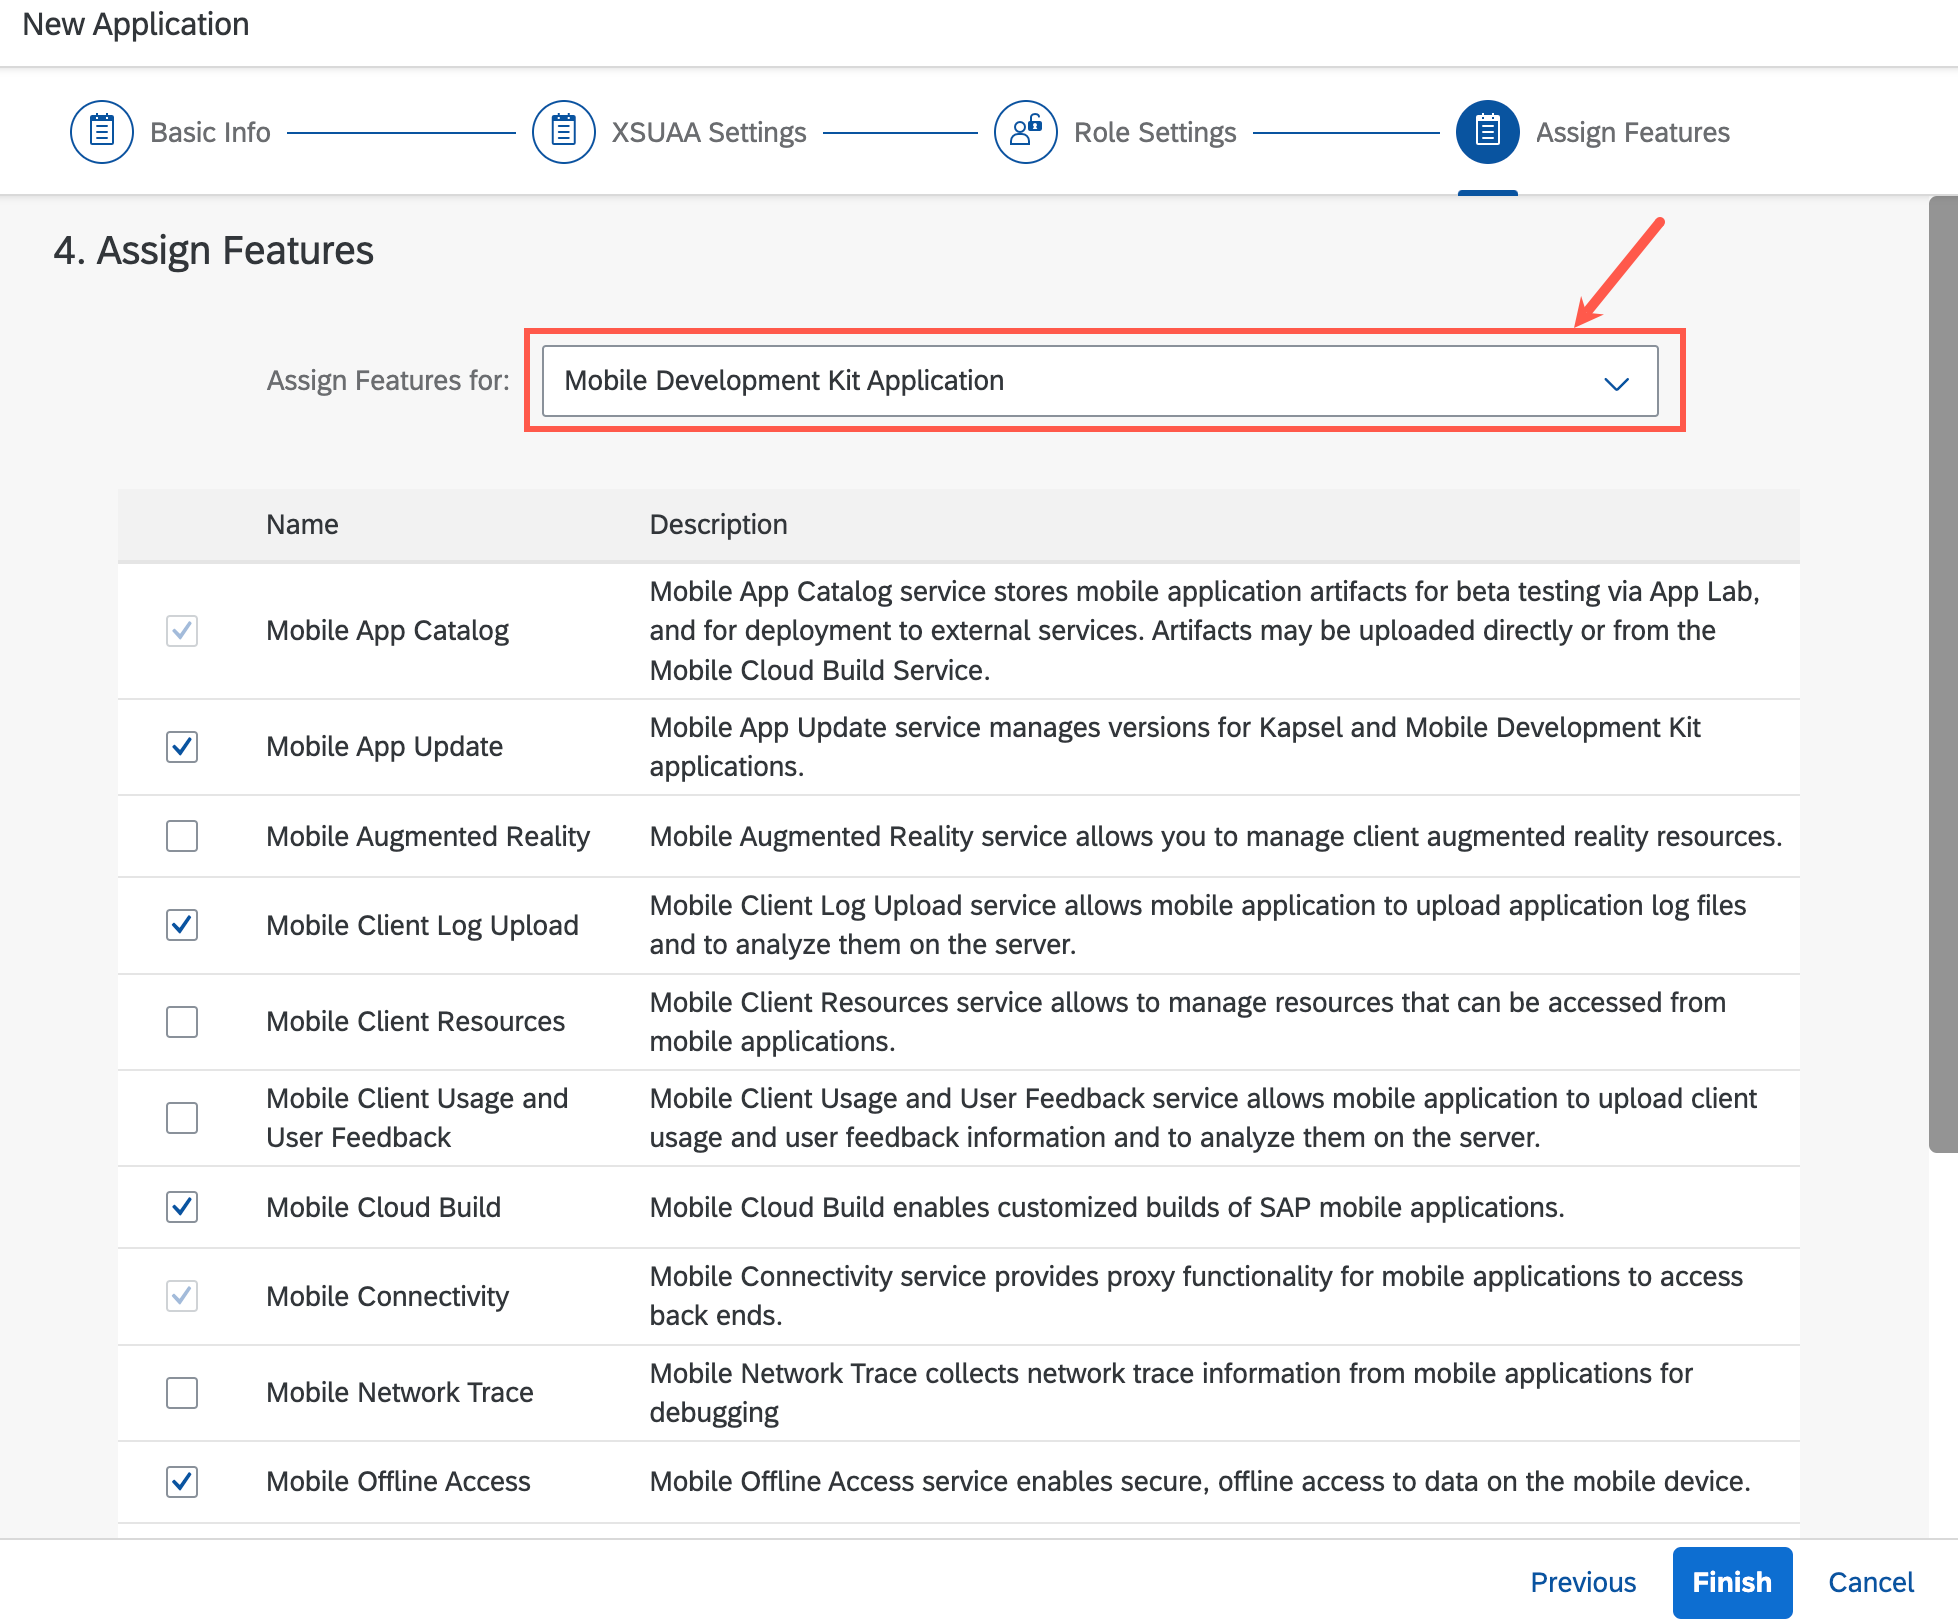 New Application
Basic Info
XSUAA Settings
Role Settings
Assign Features
4. Assign Features
Assign Features for:
Mobile Development Kit Application
Name
Description
Mobile App Catalog
Mobile App Catalog service stores mobile application artifacts for beta testing via App Lab,
and for deployment to external services. Artifacts may be uploaded directly or from the
Mobile Cloud Build Service.
Mobile App Update
Mobile App Update service manages versions for Kapsel and Mobile Development Kit
applications.
Mobile Augmented Reality
Mobile Augmented Reality service allows you to manage client augmented reality resources.
Mobile Client Log Upload
Mobile Client Log Upload service allows mobile application to upload application log files
and to analyze them on the server.
Mobile Client Resources
Mobile Client Resources service allows to manage resources that can be accessed from
mobile applications.
Mobile Client Usage and
User Feedback
Mobile Client Usage and User Feedback service allows mobile application to upload client
usage and user feedback information and to analyze them on the server.
Mobile Cloud Build
Mobile Cloud Build enables customized builds of SAP mobile applications.
Mobile Connectivity
Mobile Connectivity service provides proxy functionality for mobile applications to access
back ends.
Mobile Network Trace
Mobile Network Trace collects network trace information from mobile applications for
debugging
Mobile Offline Access
Mobile Offline Access service enables secure, offline access to data on the mobile device.
Previous
Finish
Cancel